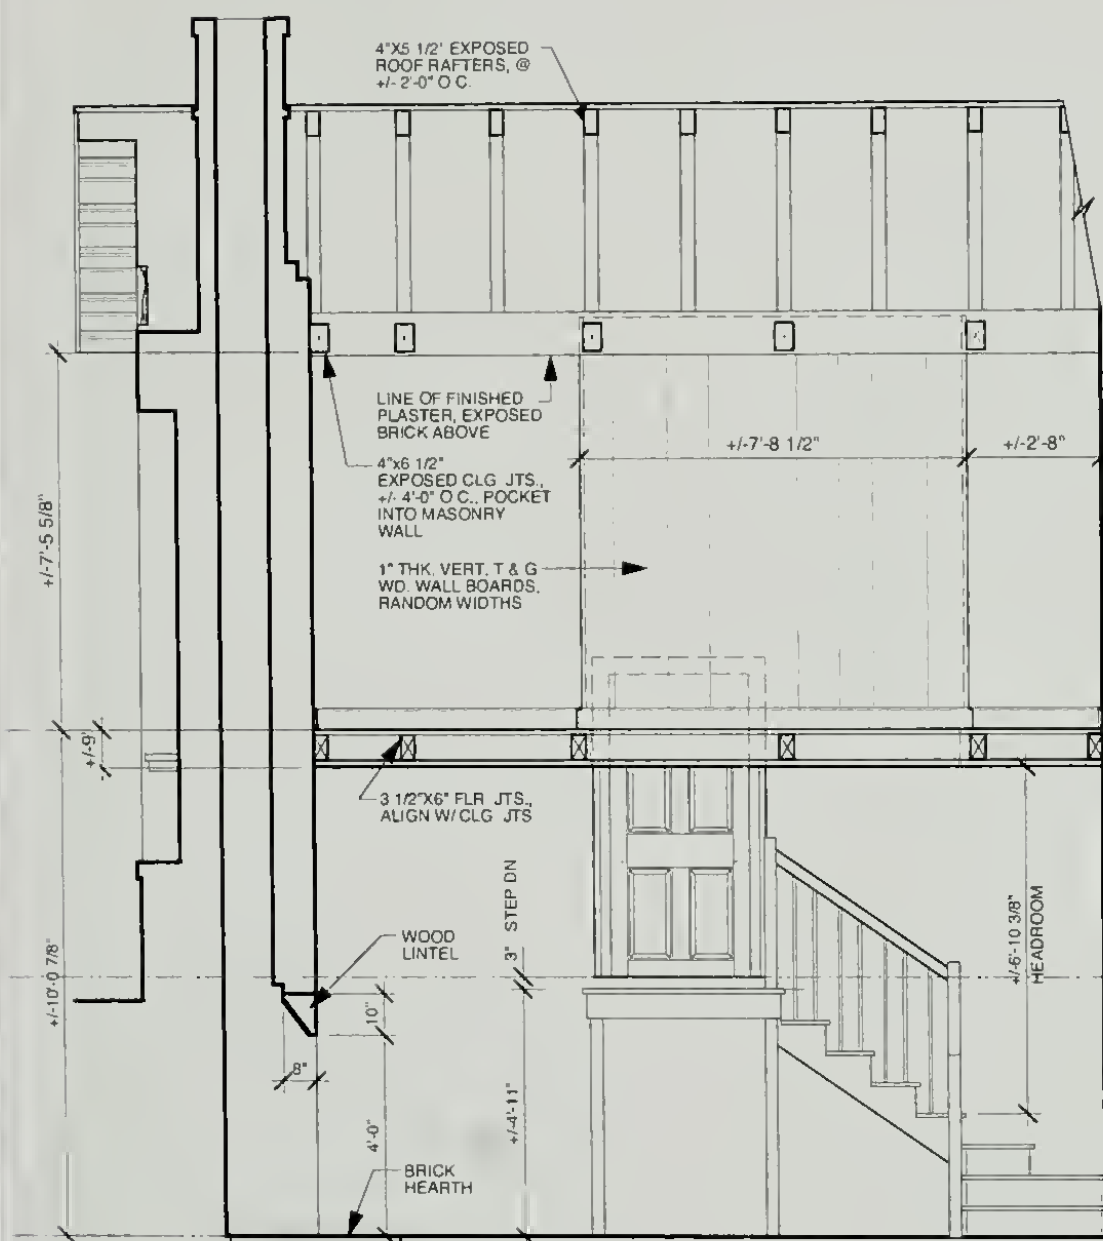 4"X5 1/2' EXPOSED
ROOF RAFTERS, @
+/- 2'-0" O C.
LINE OF FINISHED
PLASTER, EXPOSED
BRICK ABOVE
+/-7'-8 1/2"
+/-2'-8"
4"x6 1/2"
EXPOSED CLG JTS.,
+/- 4'-0" O C., POCKET
INTO MASONRY
WALL
+/-7'-5 5/8"
1" THK, VERT, T & G
WD. WALL BOARDS,
RANDOM WIDTHS
+/-9"
3 1/2"X6" FLR JTS.,
ALIGN W/ CLG JTS
3" STEP DN
+/-6'-10 3/8"
HEADROOM
WOOD
LINTEL
+/-10'-0 7/8"
10"
8"
4'-0"
+/-4'-11"
BRICK
HEARTH